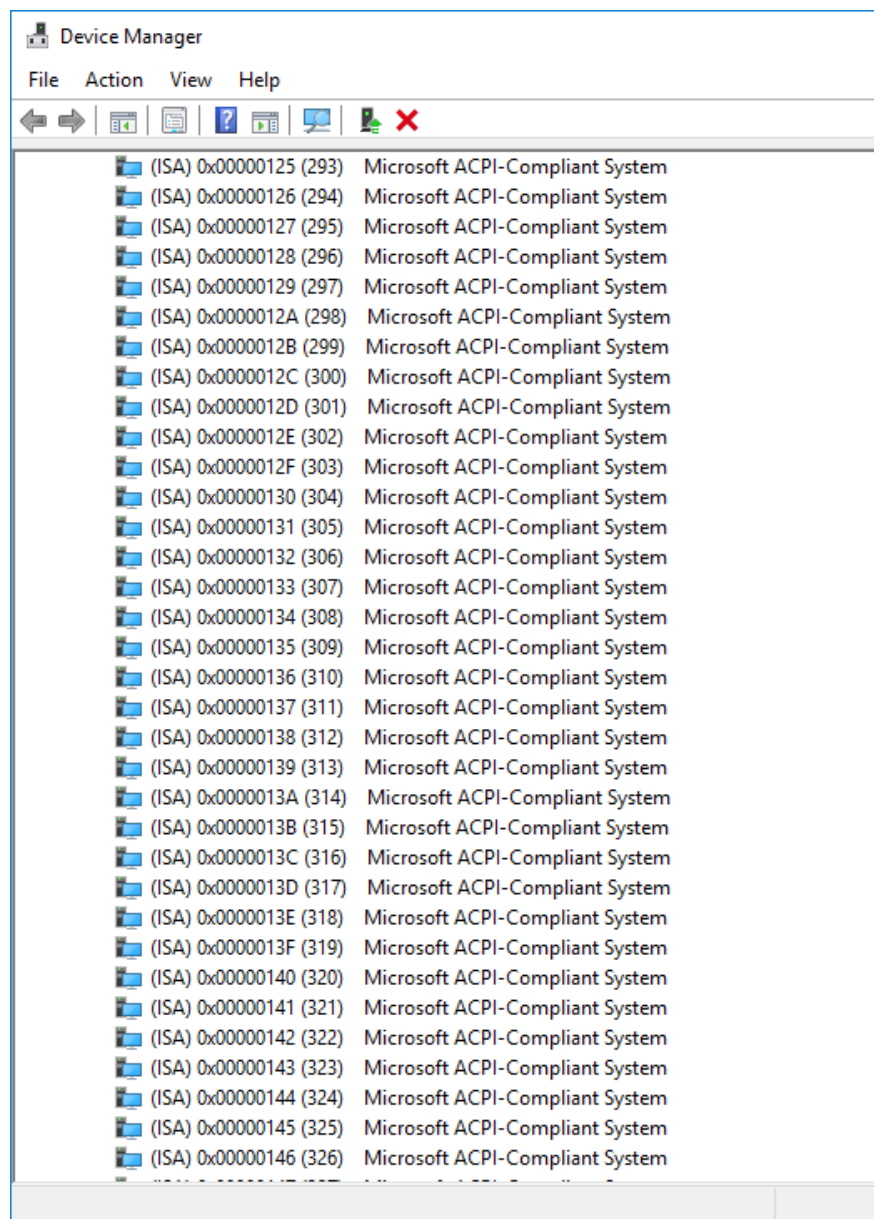 Device Manager
File Action View Help
(ISA) 0x00000125 (293) Microsoft ACPI-Compliant System
(ISA) 0x00000126 (294) Microsoft ACPI-Compliant System
(ISA) 0x00000127 (295) Microsoft ACPI-Compliant System
(ISA) 0x00000128 (296) Microsoft ACPI-Compliant System
(ISA) 0x00000129 (297) Microsoft ACPI-Compliant System
(ISA) 0x0000012A (298) Microsoft ACPI-Compliant System
(ISA) 0x0000012B (299) Microsoft ACPI-Compliant System
(ISA) 0x0000012C (300) Microsoft ACPI-Compliant System
(ISA) 0x0000012D (301) Microsoft ACPI-Compliant System
(ISA) 0x0000012E (302) Microsoft ACPI-Compliant System
(ISA) 0x0000012F (303) Microsoft ACPI-Compliant System
(ISA) 0x00000130 (304) Microsoft ACPI-Compliant System
(ISA) 0x00000131 (305) Microsoft ACPI-Compliant System
(ISA) 0x00000132 (306) Microsoft ACPI-Compliant System
(ISA) 0x00000133 (307) Microsoft ACPI-Compliant System
(ISA) 0x00000134 (308) Microsoft ACPI-Compliant System
(ISA) 0x00000135 (309) Microsoft ACPI-Compliant System
(ISA) 0x00000136 (310) Microsoft ACPI-Compliant System
(ISA) 0x00000137 (311) Microsoft ACPI-Compliant System
(ISA) 0x00000138 (312) Microsoft ACPI-Compliant System
(ISA) 0x00000139 (313) Microsoft ACPI-Compliant System
(ISA) 0x0000013A (314) Microsoft ACPI-Compliant System
(ISA) 0x0000013B (315) Microsoft ACPI-Compliant System
(ISA) 0x0000013C (316) Microsoft ACPI-Compliant System
(ISA) 0x0000013D (317) Microsoft ACPI-Compliant System
(ISA) 0x0000013E (318) Microsoft ACPI-Compliant System
(ISA) 0x0000013F (319) Microsoft ACPI-Compliant System
(ISA) 0x00000140 (320) Microsoft ACPI-Compliant System
(ISA) 0x00000141 (321) Microsoft ACPI-Compliant System
(ISA) 0x00000142 (322) Microsoft ACPI-Compliant System
(ISA) 0x00000143 (323) Microsoft ACPI-Compliant System
(ISA) 0x00000144 (324) Microsoft ACPI-Compliant System
(ISA) 0x00000145 (325) Microsoft ACPI-Compliant System
(ISA) 0x00000146 (326) Microsoft ACPI-Compliant System